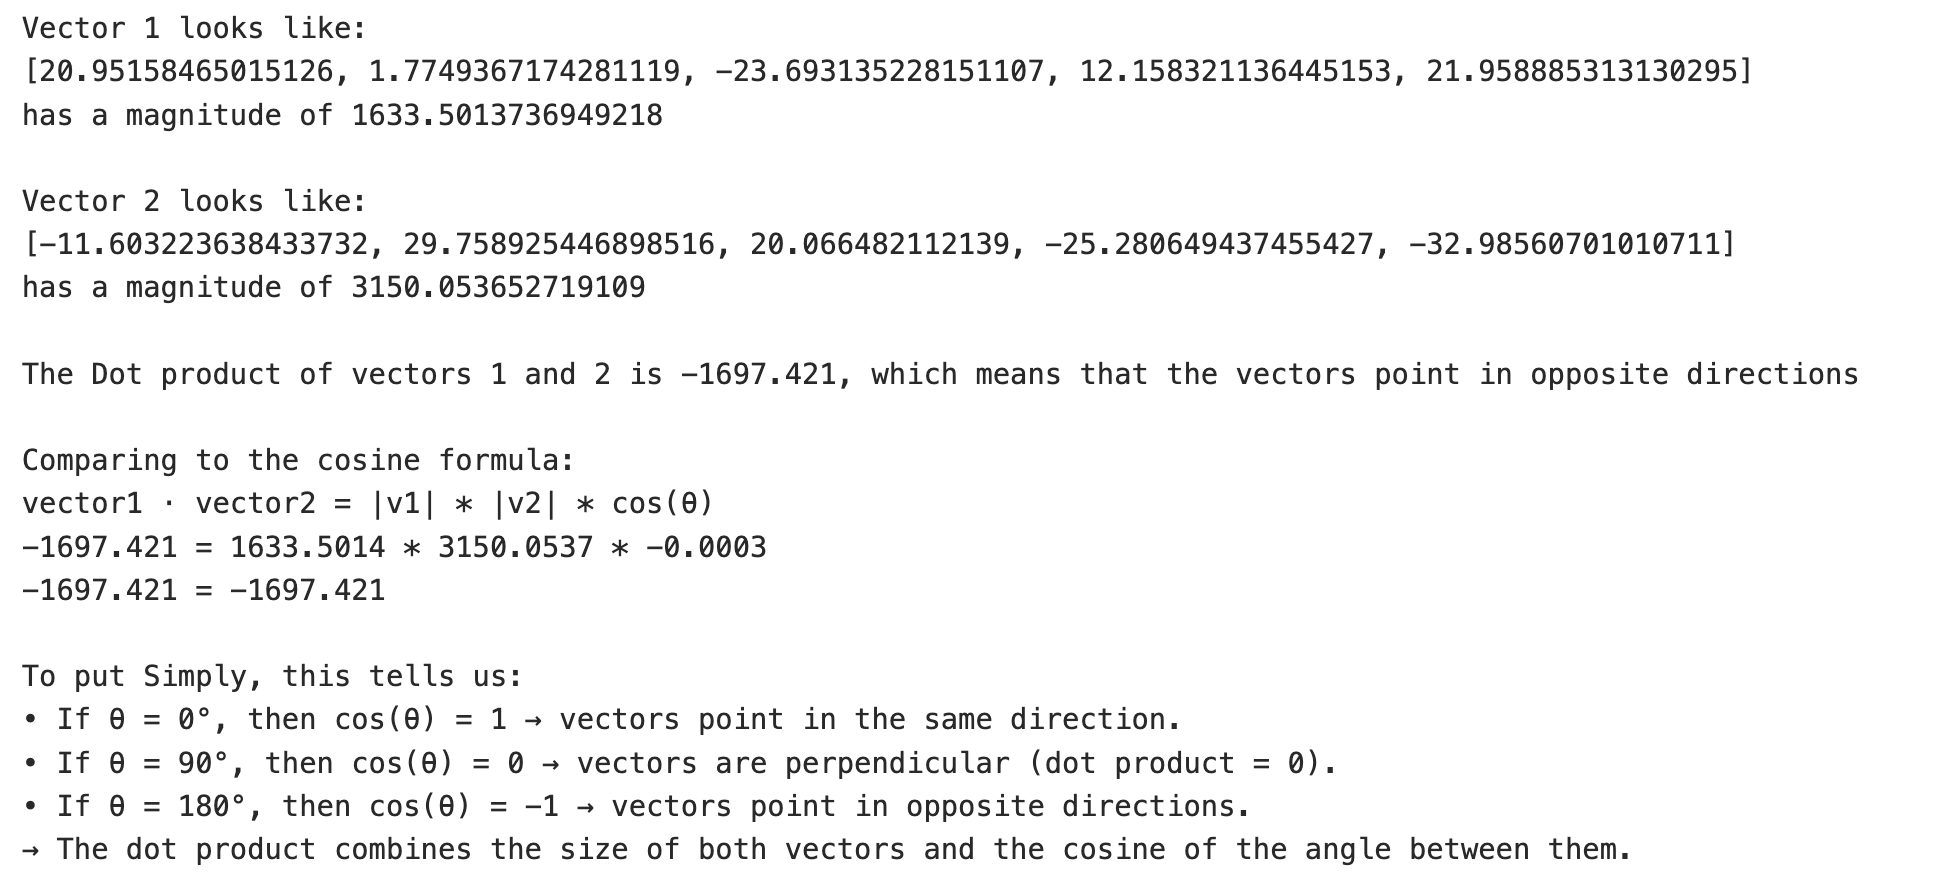 Vector 1 looks like:
[20.95158465015126, 1.7749367174281119, −23.693135228151107, 12.158321136445153, 21.958885313130295]
has a magnitude of 1633.5013736949218
Vector 2 looks like:
[−11.603223638433732, 29.758925446898516, 20.066482112139, −25.280649437455427, −32.98560701010711]
has a magnitude of 3150.053652719109
The Dot product of vectors 1 and 2 is −1697.421, which means that the vectors point in opposite directions
Comparing to the cosine formula:
vector1 · vector2 = |v1| * |v2| * cos(θ)
−1697.421 = 1633.5014 * 3150.0537 * −0.0003
−1697.421 = −1697.421
To put Simply, this tells us:
• If θ = 0°, then cos(θ) = 1 → vectors point in the same direction.
• If θ = 90°, then cos(θ) = 0 → vectors are perpendicular (dot product = 0).
• If θ = 180°, then cos(θ) = −1 → vectors point in opposite directions.
→ The dot product combines the size of both vectors and the cosine of the angle between them.